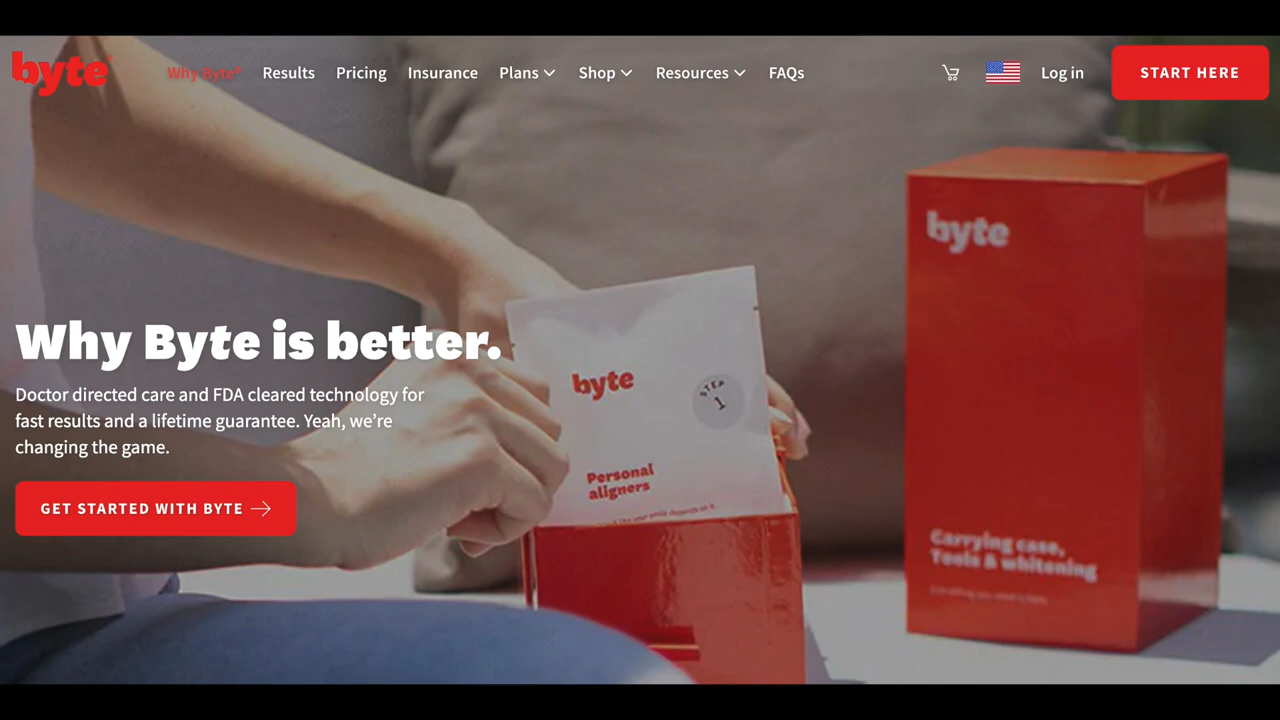 byte
Why Byte® Results Pricing Insurance Plans Shop Resources FAQs Log in START HERE
byte
Why Byte is better.
Doctor directed care and FDA cleared technology for
fast results and a lifetime guarantee. Yeah, we're
changing the game.
GET STARTED WITH BYTE
byte
STEP
1
Personal
aligners
Carrying case,
Tools & whitening